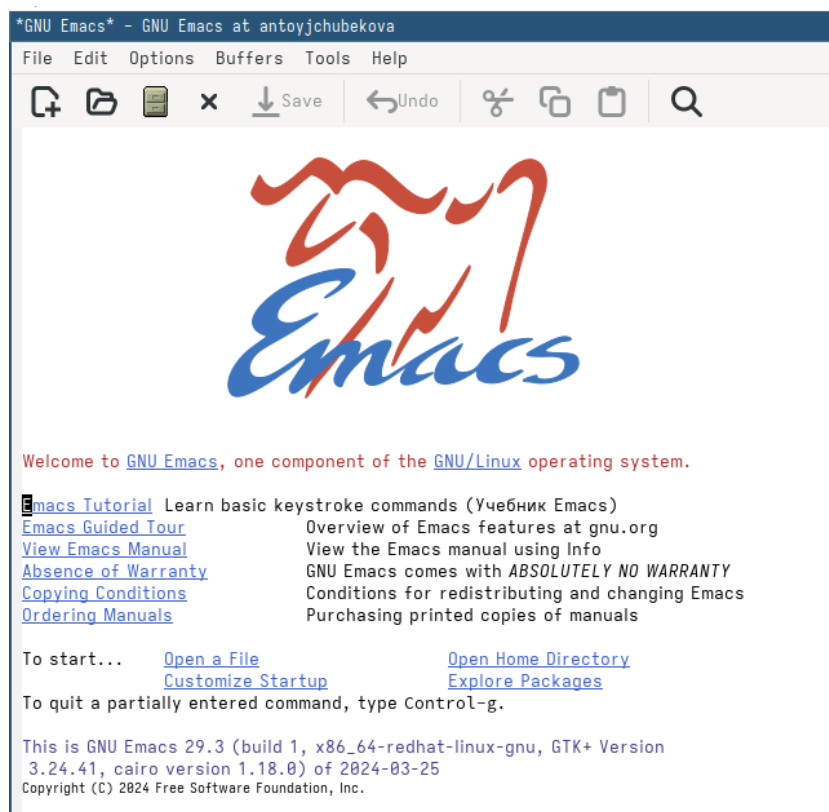 *GNU Emacs* - GNU Emacs at antoyjchubekova
File Edit Options Buffers Tools Help
Save Undo
Emacs
Welcome to GNU Emacs, one component of the GNU/Linux operating system.
Emacs Tutorial Learn basic keystroke commands (Учебник Emacs)
Emacs Guided Tour Overview of Emacs features at gnu.org
View Emacs Manual View the Emacs manual using Info
Absence of Warranty GNU Emacs comes with ABSOLUTELY NO WARRANTY
Copying Conditions Conditions for redistributing and changing Emacs
Ordering Manuals Purchasing printed copies of manuals
To start... Open a File Open Home Directory
Customize Startup Explore Packages
To quit a partially entered command, type Control-g.
This is GNU Emacs 29.3 (build 1, x86_64-redhat-linux-gnu, GTK+ Version
3.24.41, cairo version 1.18.0) of 2024-03-25
Copyright (C) 2024 Free Software Foundation, Inc.